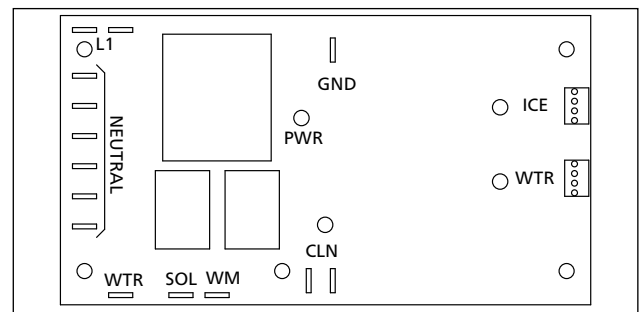 L1
GND
NEUTRAL
PWR
ICE
WTR
CLN
WTR
SOL
WM